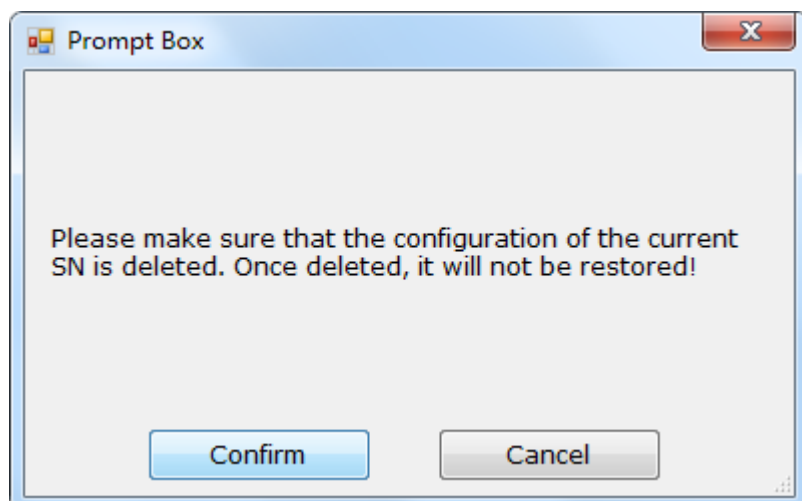 Prompt Box
Please make sure that the configuration of the current
SN is deleted. Once deleted, it will not be restored!
Confirm Cancel